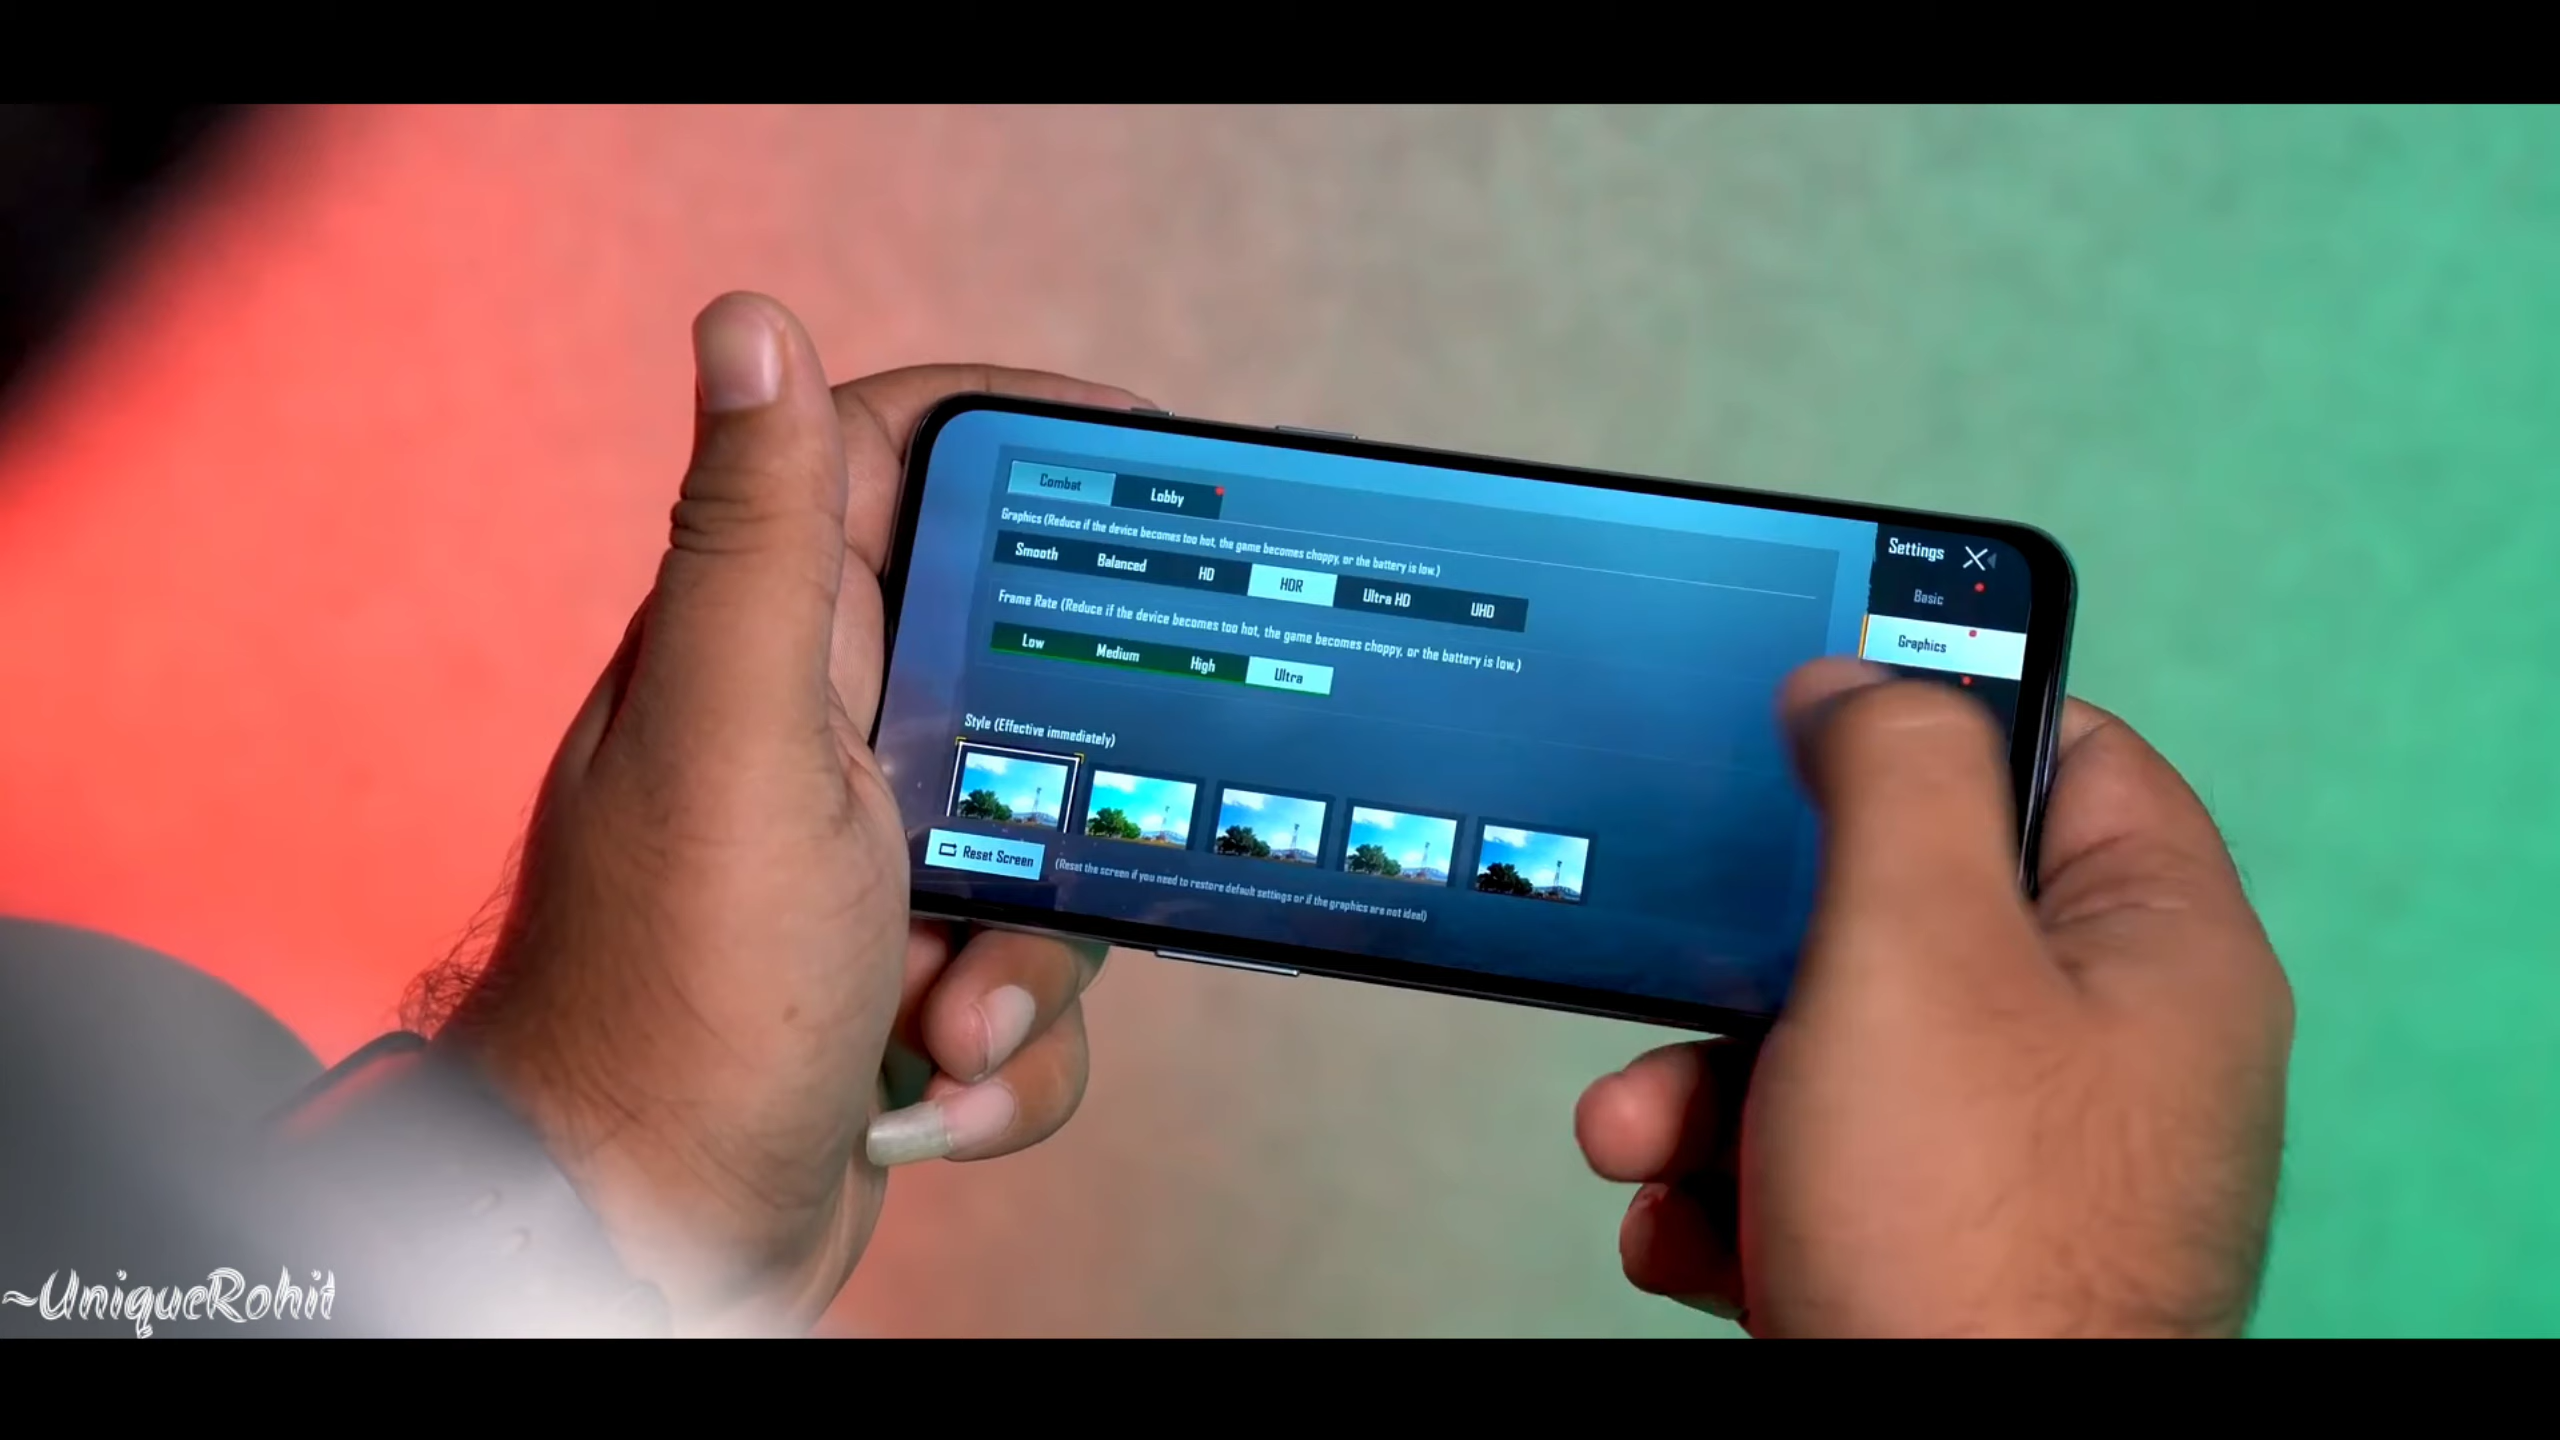 Combat Lobby
Graphics (Reduce if the device becomes too hot, the game becomes choppy, or the battery is low.)
Smooth Balanced HD HDR Ultra HD UHD
Frame Rate (Reduce if the device becomes too hot, the game becomes choppy, or the battery is low.)
Low Medium High Ultra
Style (Effective immediately)
Reset Screen
(Reset the screen if you need to restore default settings or if the graphics are not ideal)
Settings
Basic
Graphics
~UniqueRohit